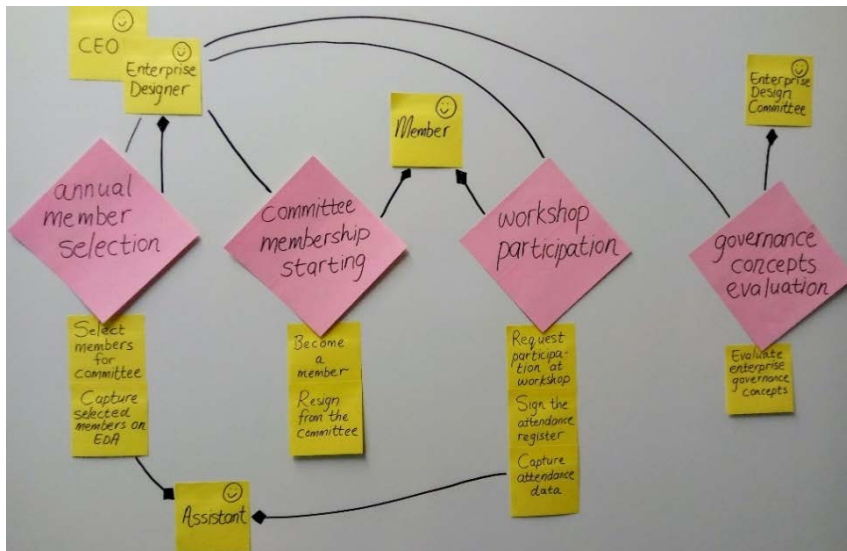 CEO
Enterprise
Designer
Member
Enterprise
Design
Committee
annual
member
selection
committee
membership
starting
workshop
participation
governance
concepts
evaluation
Select
members
for
committee
Capture
selected
members on
EDA
Become
a
member
Resign
from the
committee
Request
participa-
tion at
workshop
Sign the
attendance
register
Capture
attendance
data
Evaluate
enterprise
governance
concepts
Assistant